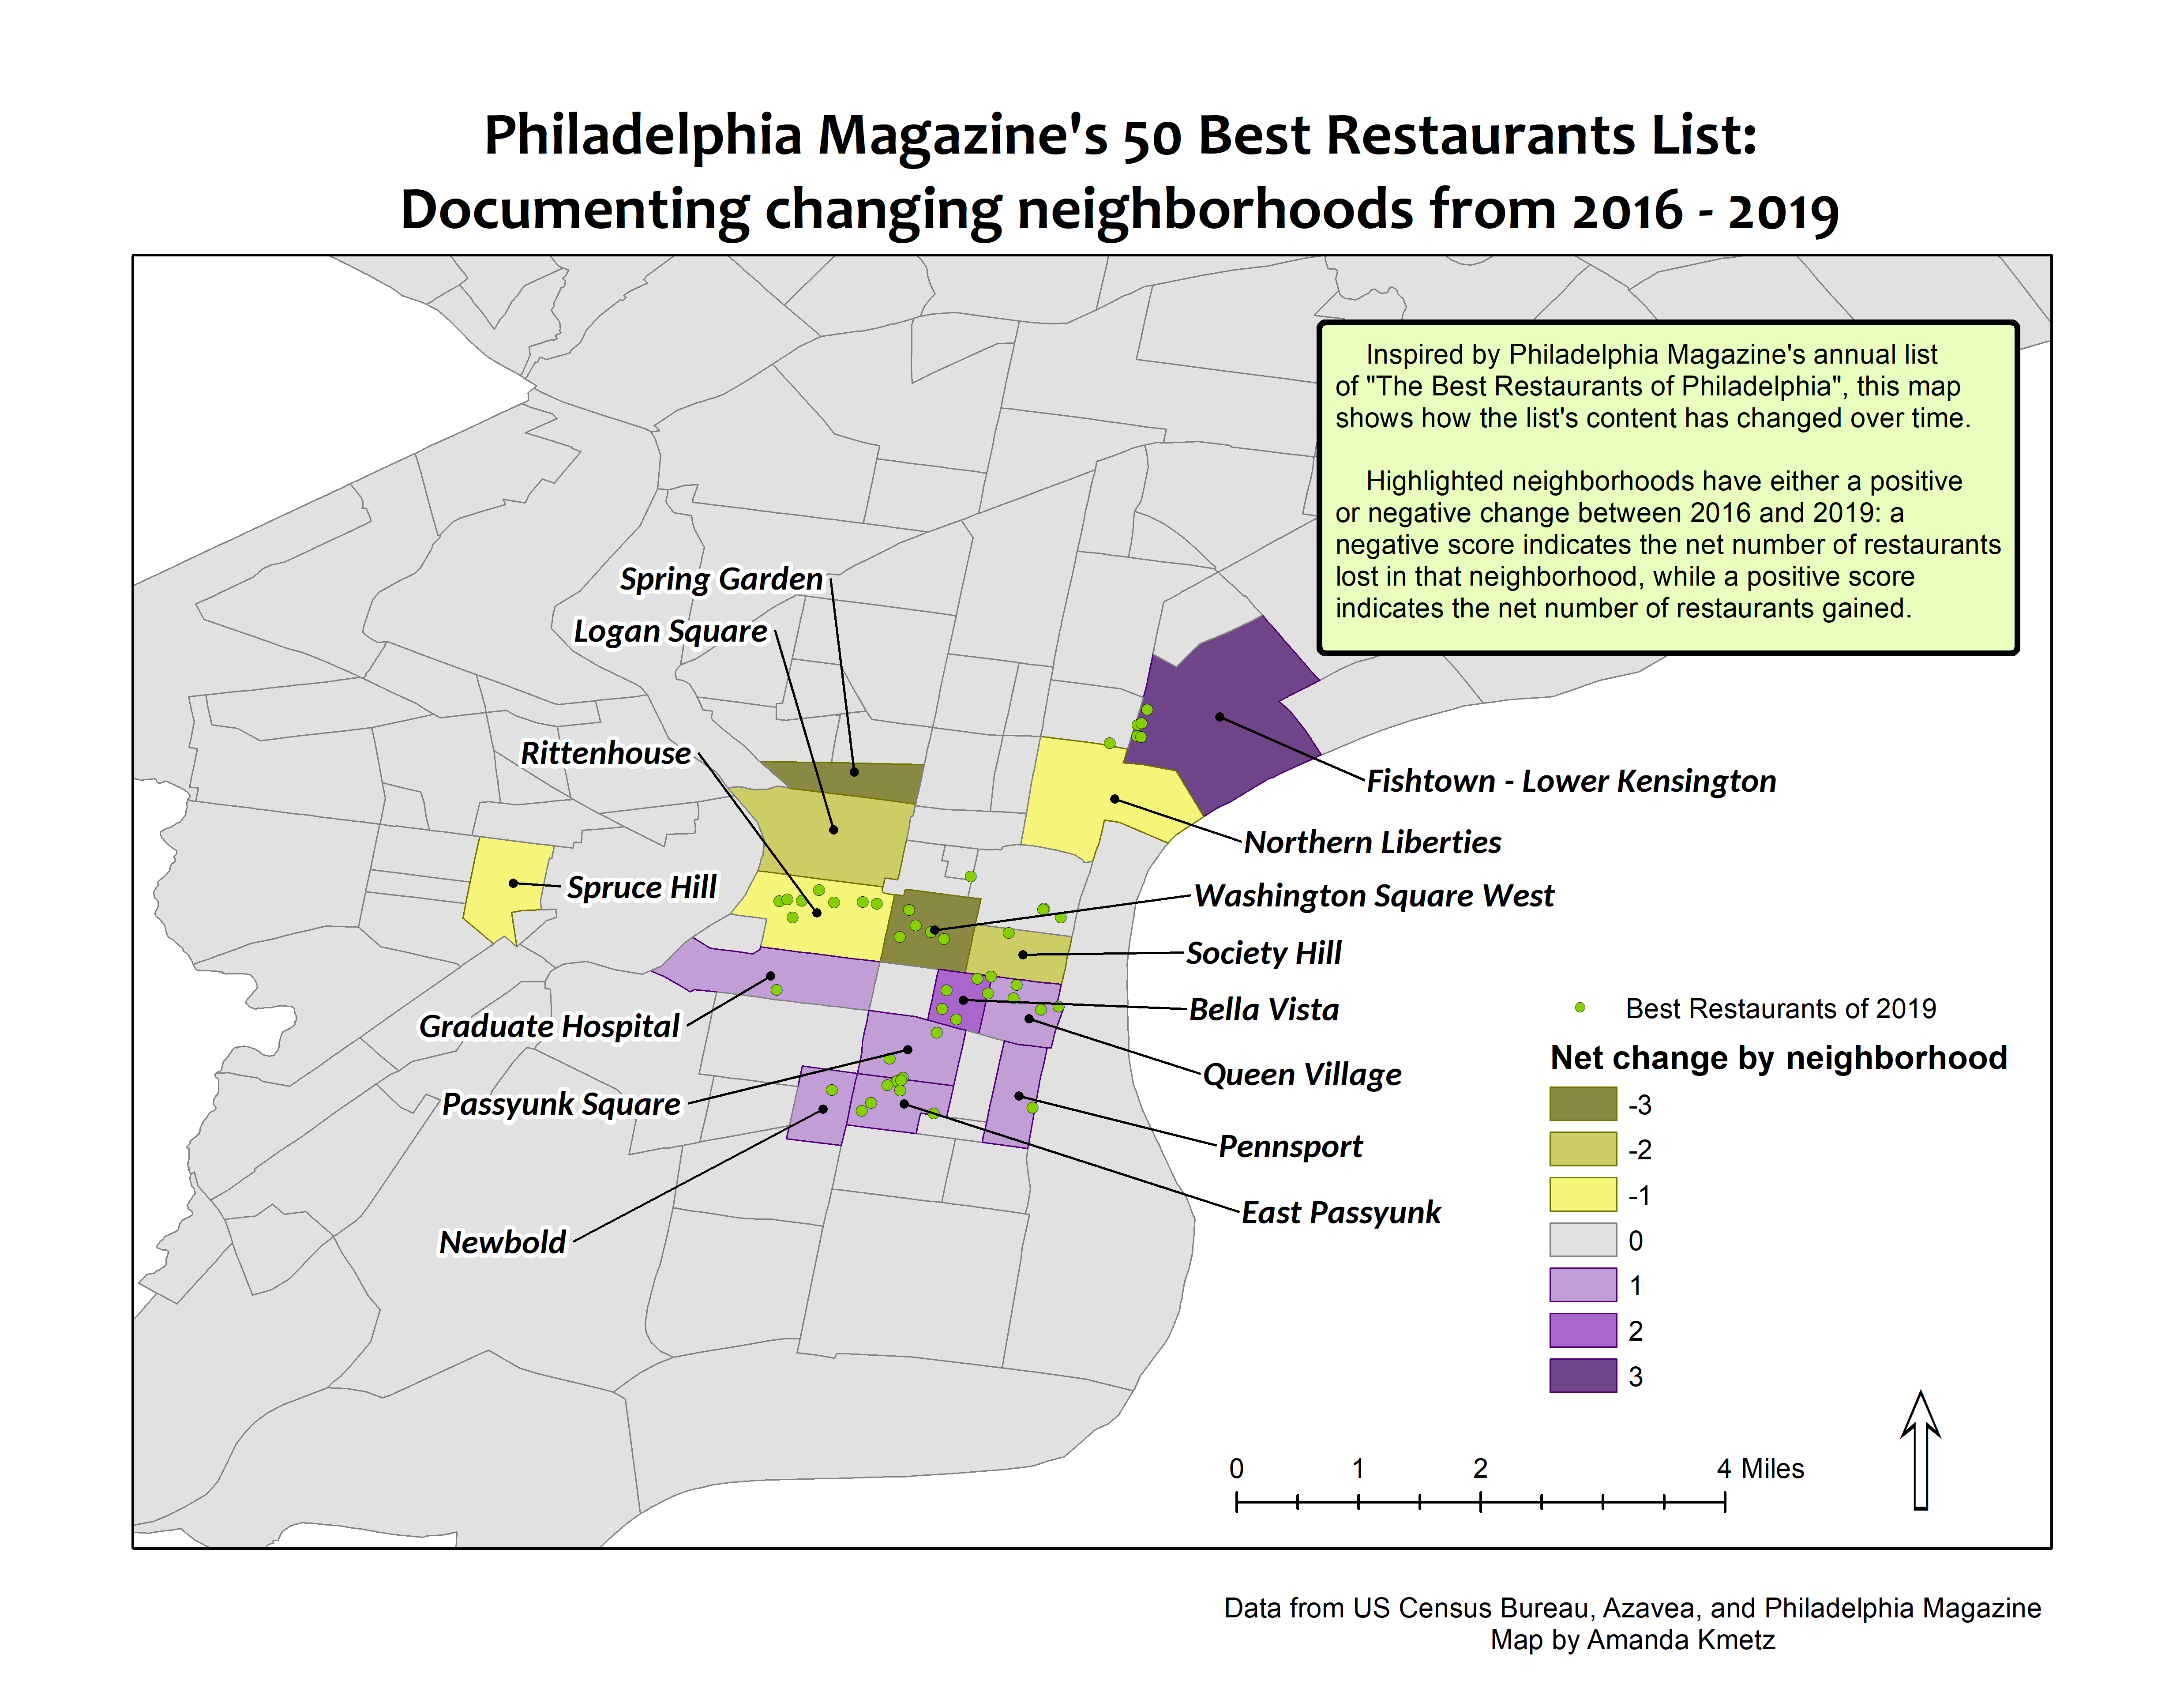 Philadelphia Magazine's 50 Best Restaurants List:
Documenting changing neighborhoods from 2016 - 2019
Inspired by Philadelphia Magazine's annual list
of "The Best Restaurants of Philadelphia", this map
shows how the list's content has changed over time.
Highlighted neighborhoods have either a positive
or negative change between 2016 and 2019: a
negative score indicates the net number of restaurants
lost in that neighborhood, while a positive score
indicates the net number of restaurants gained.
Spring Garden
Logan Square
Rittenhouse
Fishtown - Lower Kensington
Northern Liberties
Spruce Hill
Washington Square West
Society Hill
Bella Vista
Graduate Hospital
Queen Village
Passyunk Square
Pennsport
East Passyunk
Newbold
Best Restaurants of 2019
Net change by neighborhood
-3
-2
-1
0
1
2
3
0 1 2 4 Miles
Data from US Census Bureau, Azavea, and Philadelphia Magazine
Map by Amanda Kmetz